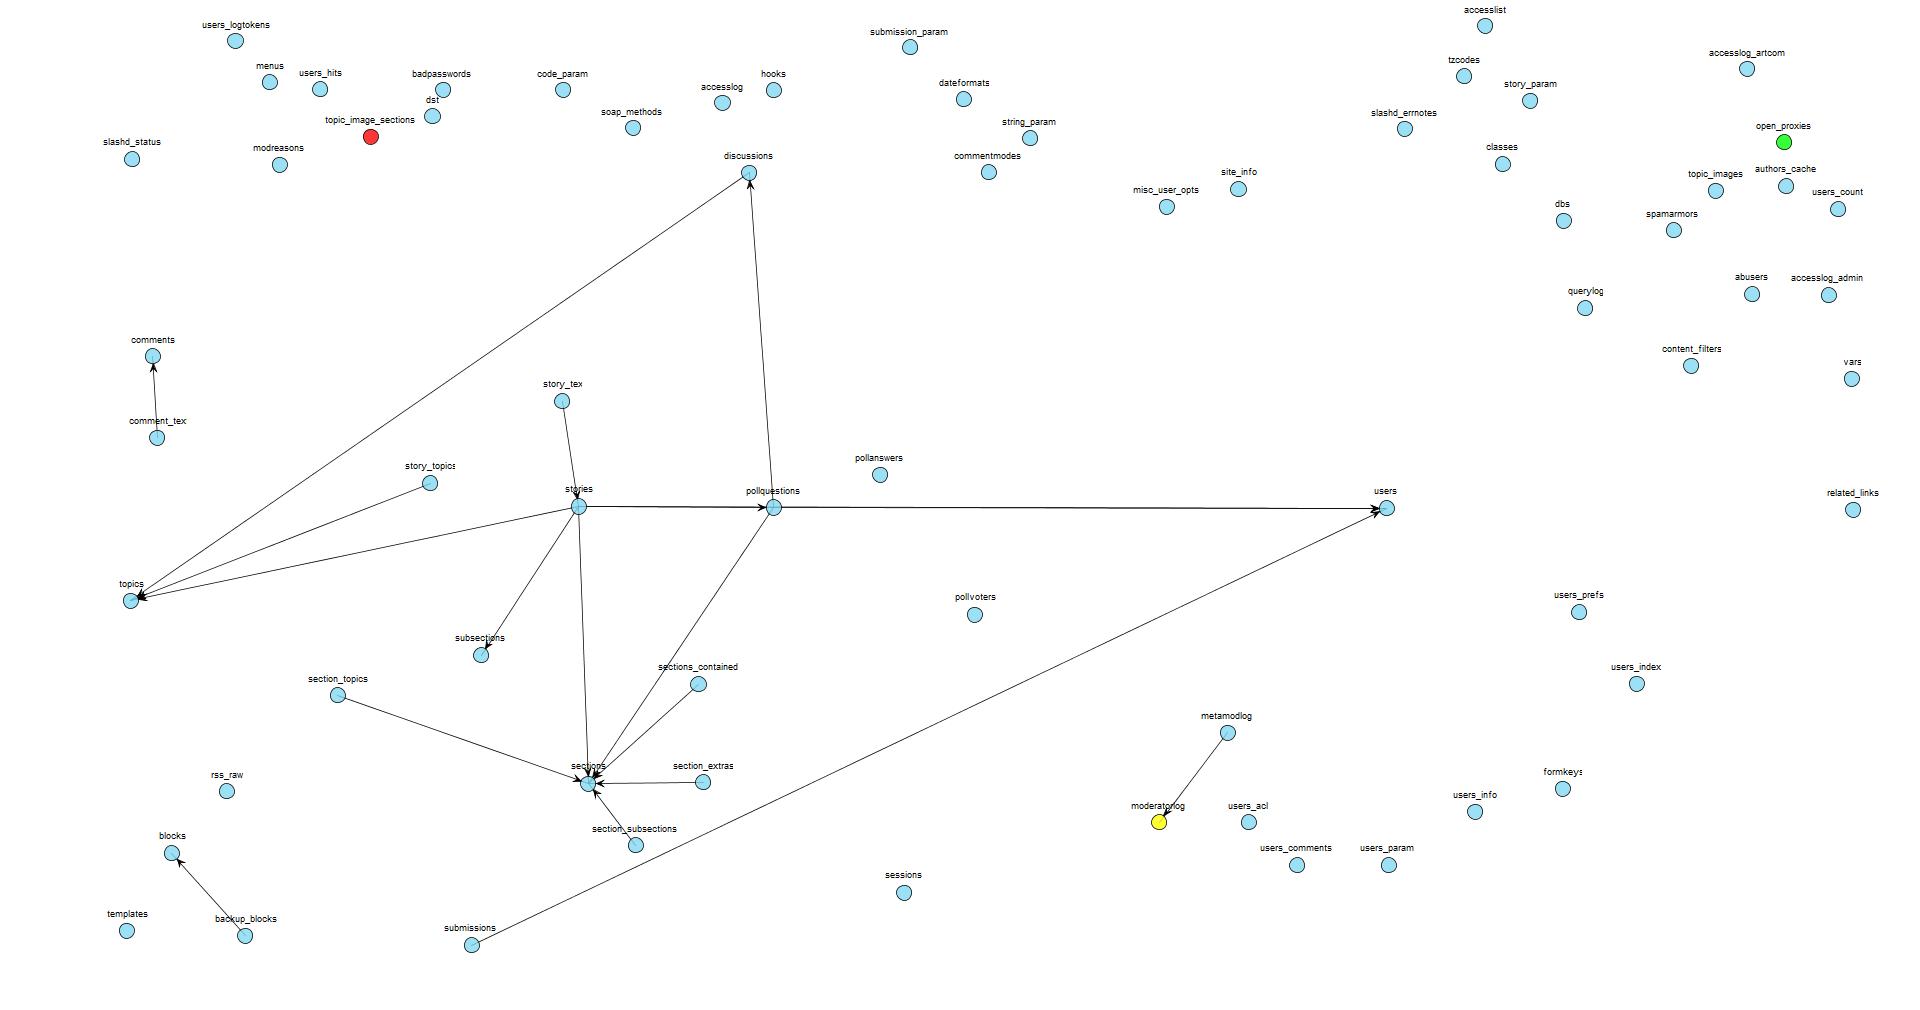 accesslist
users_logtokens
submission_param
accesslog_artcom
tzcodes
menus
users_hits
badpasswords
code_param
hooks
accesslog
dateformats
story_param
dst
soap_methods
slashd_errnotes
topic_image_sections
string_param
open_proxies
slashd_status
modreasons
discussions
commentmodes
classes
site_info
topic_images
authors_cache
misc_user_opts
users_count
dbs
spamarmors
abusers
accesslog_admin
querylog
comments
content_filters
vars
story_tex
comment_tex
pollanswers
story_topics
stories
pollquestions
users
related_links
topics
pollvoters
users_prefs
subsections
sections_contained
users_index
section_topics
metamodlog
sections
section_extras
rss_raw
formkeys
users_info
moderatorlog
users_acl
section_subsections
blocks
users_comments
users_param
sessions
templates
backup_blocks
submissions